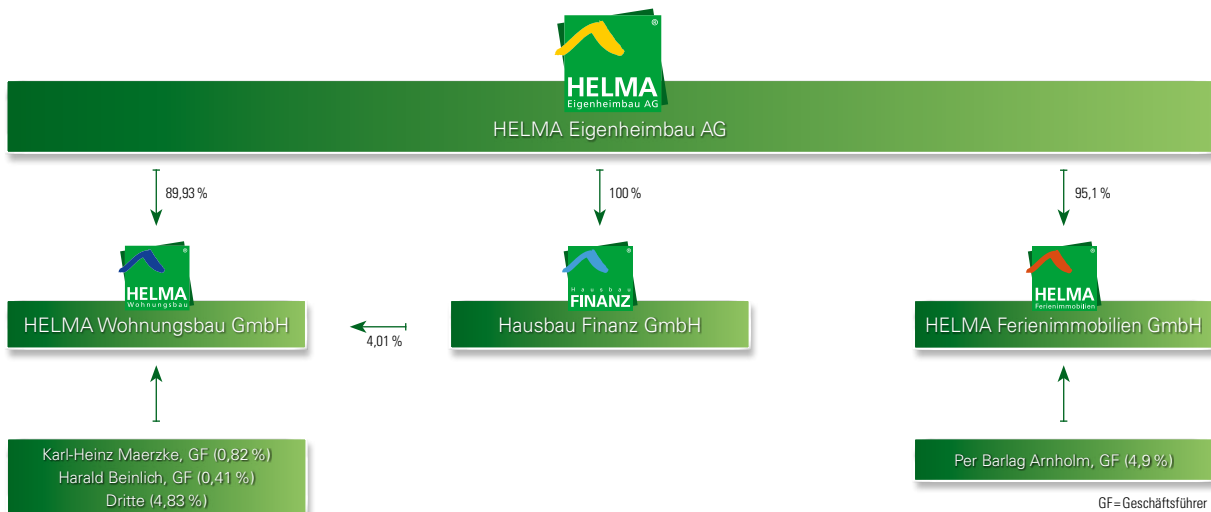 ®
HELMA
Eigenheimbau AG
HELMA Eigenheimbau AG
89,93 %
100 %
95,1 %
®
HELMA
Wohnungsbau
®
Hausbau
FINANZ
®
HELMA
Ferienimmobilien
HELMA Wohnungsbau GmbH
4,01 %
Hausbau Finanz GmbH
HELMA Ferienimmobilien GmbH
Karl-Heinz Maerzke, GF (0,82 %)
Harald Beinlich, GF (0,41 %)
Dritte (4,83 %)
Per Barlag Arnholm, GF (4,9 %)
GF = Geschäftsführer